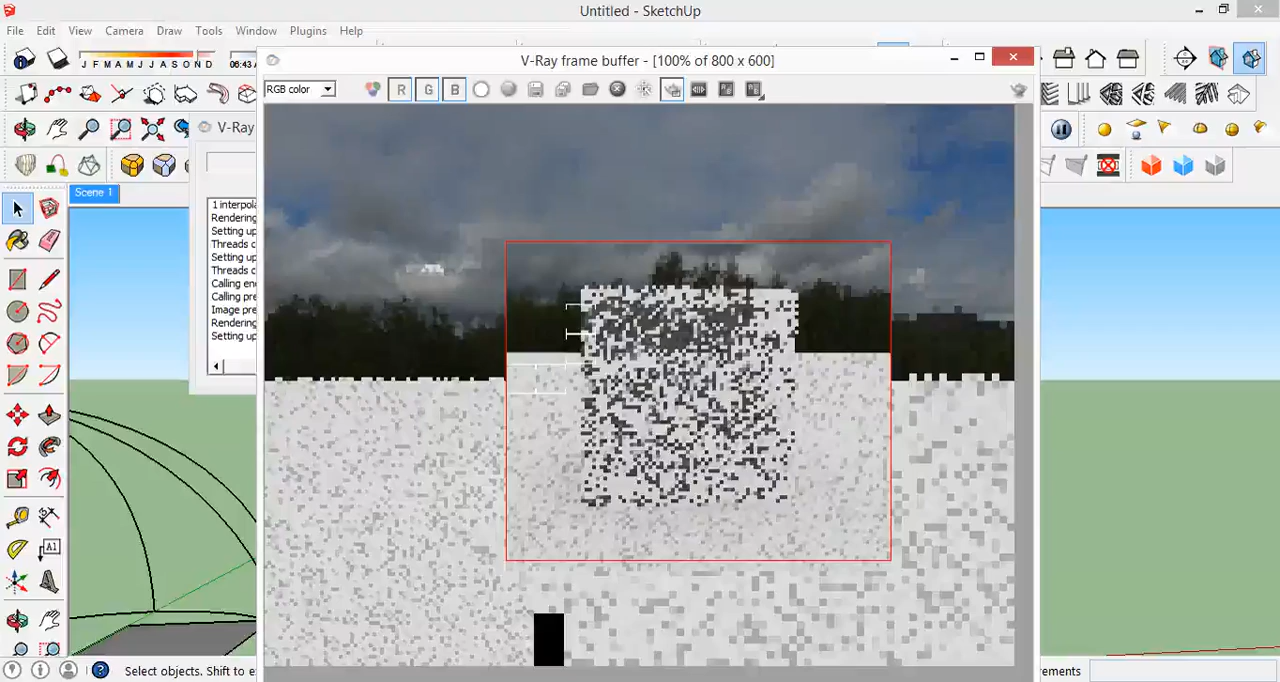 Untitled - SketchUp
File Edit View Camera Draw Tools Window Plugins Help
V-Ray frame buffer - [100% of 800 x 600]
J F M A M J J A S O N D 06:43
RGB color R G B
V-Ray
Scene 1
1 interpola
Rendering
Setting up
Threads c
Setting up
Threads c
Calling en
Calling pre
Image pre
Rendering
Setting up
A1
Select objects. Shift to e
ements